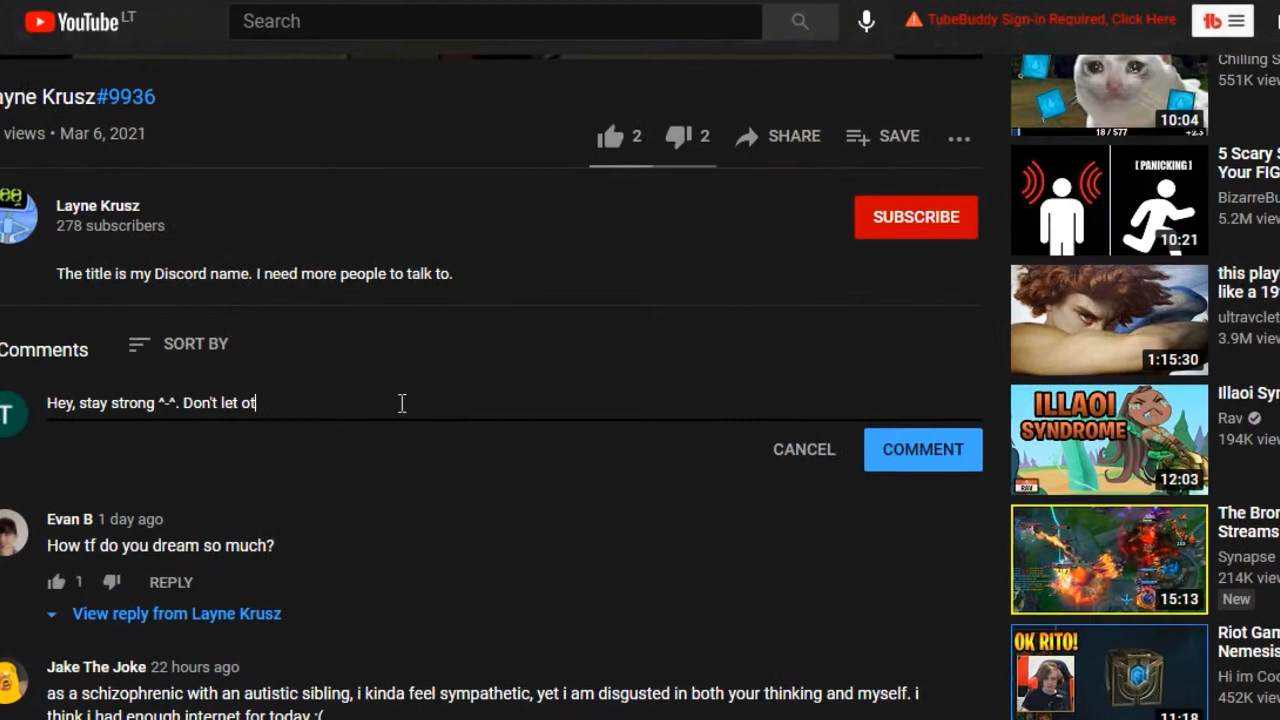 YouTube LT
Search
TubeBuddy Sign-in Required, Click Here
tb
ayne Krusz#9936
views • Mar 6, 2021
2
2
SHARE
SAVE
Layne Krusz
278 subscribers
SUBSCRIBE
The title is my Discord name. I need more people to talk to.
Comments
SORT BY
T
Hey, stay strong ^-^. Don't let ot
CANCEL
COMMENT
Evan B 1 day ago
How tf do you dream so much?
1
REPLY
View reply from Layne Krusz
Jake The Joke 22 hours ago
as a schizophrenic with an autistic sibling, i kinda feel sympathetic, yet i am disgusted in both your thinking and myself. i
think i had enough internet for today :(
10:04
18 / 577
Chilling S
551K view
[ PANICKING ]
10:21
5 Scary S
Your FIG
BizarreBu
5.2M view
1:15:30
this play
like a 19
ultravclet
3.9M view
ILLAOI
SYNDROME
RAV
12:03
Illaoi Syn
Rav
194K view
15:13
The Bron
Streams
Synapse
214K view
New
OK RITO!
11:18
Riot Gam
Nemesis
Hi im Coo
452K view